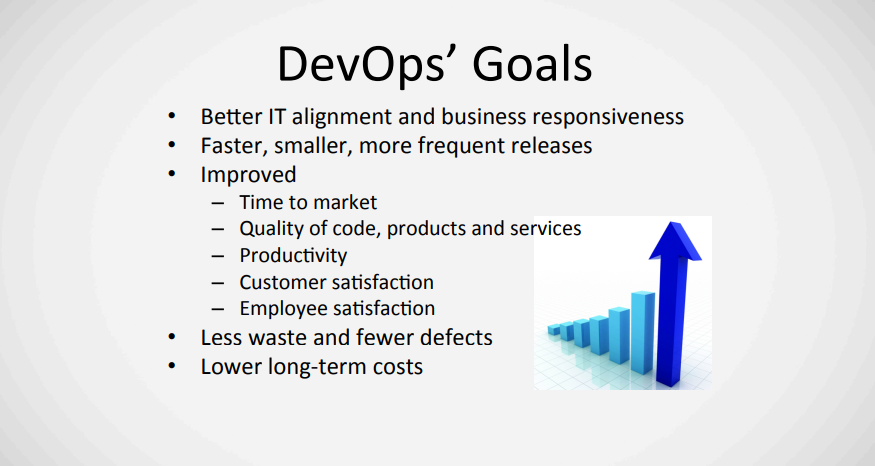 DevOps’ Goals
• Better IT alignment and business responsiveness
• Faster, smaller, more frequent releases
• Improved
– Time to market
– Quality of code, products and services
– Productivity
– Customer satisfaction
– Employee satisfaction
• Less waste and fewer defects
• Lower long-term costs